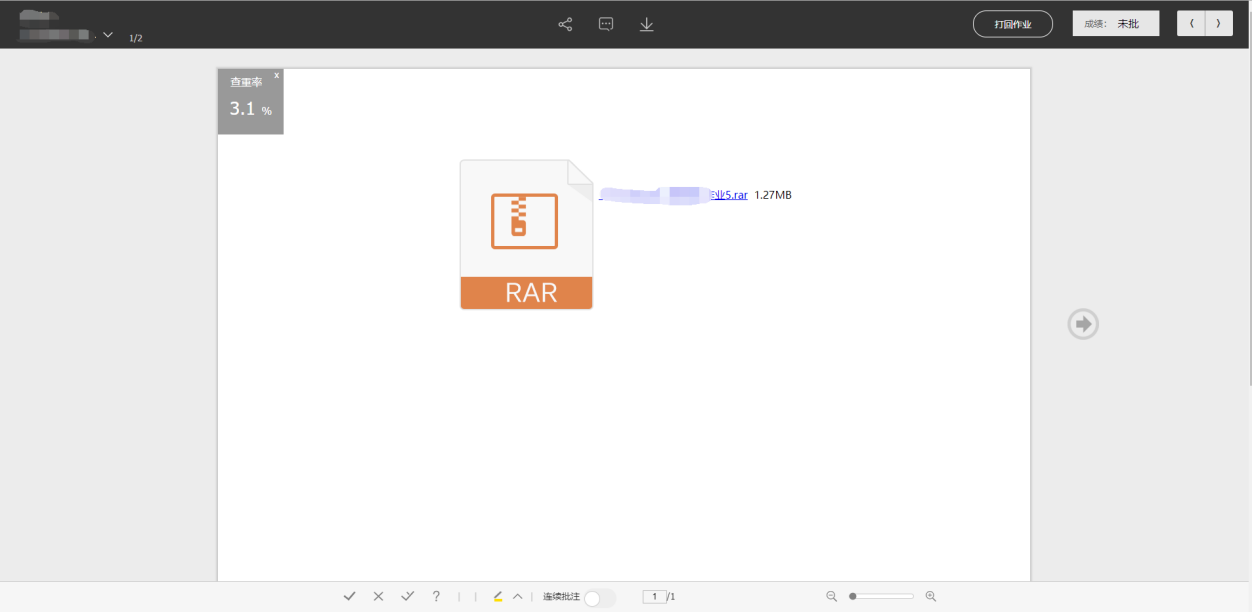 1/2
打回作业
成绩： 未批
查重率 x
3.1 %
业5.rar 1.27MB
RAR
连续批注
1 /1